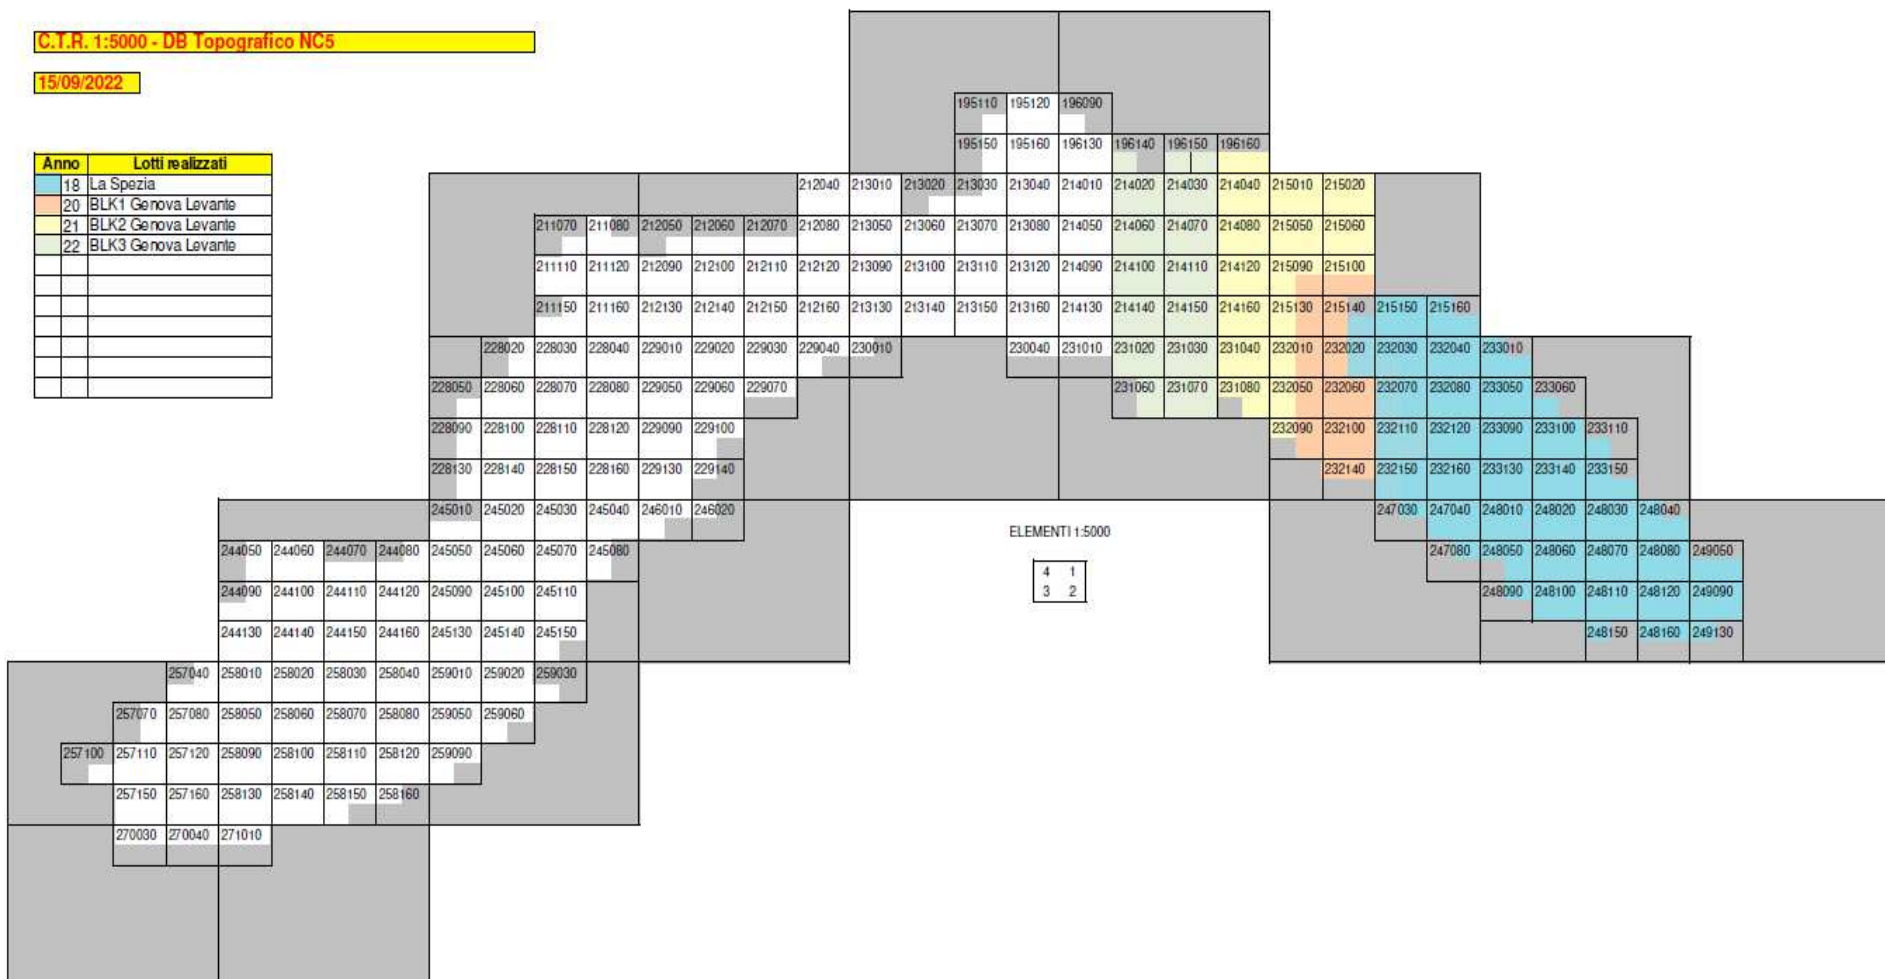 C.T.R. 1:5000 - DB Topografico NC5
15/09/2022
Anno Lotti realizzati
18 La Spezia
20 BLK1 Genova Levante
21 BLK2 Genova Levante
22 BLK3 Genova Levante
195110 195120 196090
195150 195160 196130 196140 196150 196160
212040 213010 213020 213030 213040 214010 214020 214030 214040 215010 215020
211070 211080 212050 212060 212070 212080 213050 213060 213070 213080 214050 214060 214070 214080 215050 215060
211110 211120 212090 212100 212110 212120 213090 213100 213110 213120 214090 214100 214110 214120 215090 215100
211150 211160 212130 212140 212150 212160 213130 213140 213150 213160 214130 214140 214150 214160 215130 215140 215150 215160
228020 228030 228040 229010 229020 229030 229040 230010 230040 231010 231020 231030 231040 232010 232020 232030 232040 233010
228050 228060 228070 228080 229050 229060 229070 231060 231070 231080 232050 232060 232070 232080 233050 233060
228090 228100 228110 228120 229090 229100 232090 232100 232110 232120 233090 233100 233110
228130 228140 228150 228160 229130 229140 232140 232150 232160 233130 233140 233150
245010 245020 245030 245040 246010 246020 247030 247040 248010 248020 248030 248040
ELEMENTI 1:5000
244050 244060 244070 244080 245050 245060 245070 245080 247080 248050 248060 248070 248080 249050
4 1
3 2
244090 244100 244110 244120 245090 245100 245110 248090 248100 248110 248120 249090
244130 244140 244150 244160 245130 245140 245150 248150 248160 249130
257040 258010 258020 258030 258040 259010 259020 259030
257070 257080 258050 258060 258070 258080 259050 259060
257100 257110 257120 258090 258100 258110 258120 259090
257150 257160 258130 258140 258150 258160
270030 270040 271010